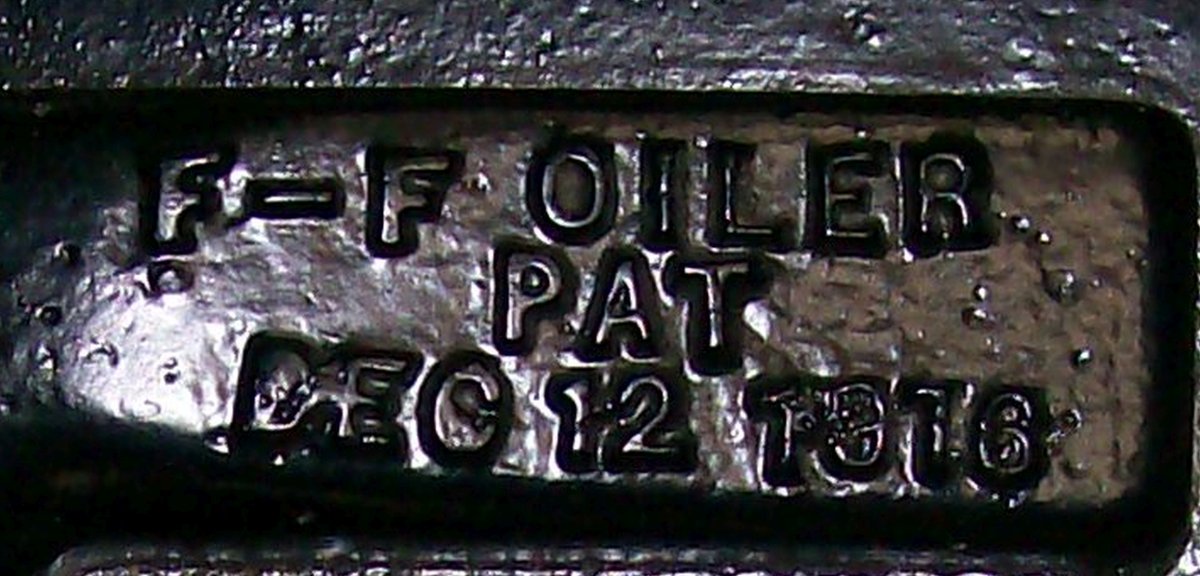 F-F OILER
PAT
DEC 12 1916